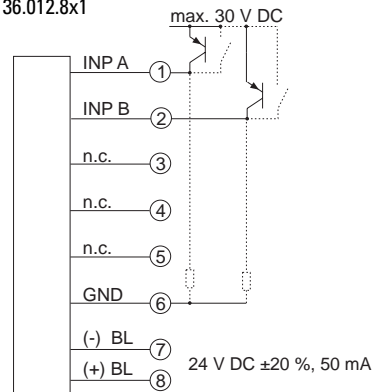 36.012.8x1
max. 30 V DC
INP A 1
INP B 2
n.c. 3
n.c. 4
n.c. 5
GND 6
(-) BL 7
(+) BL 8
24 V DC ±20 %, 50 mA